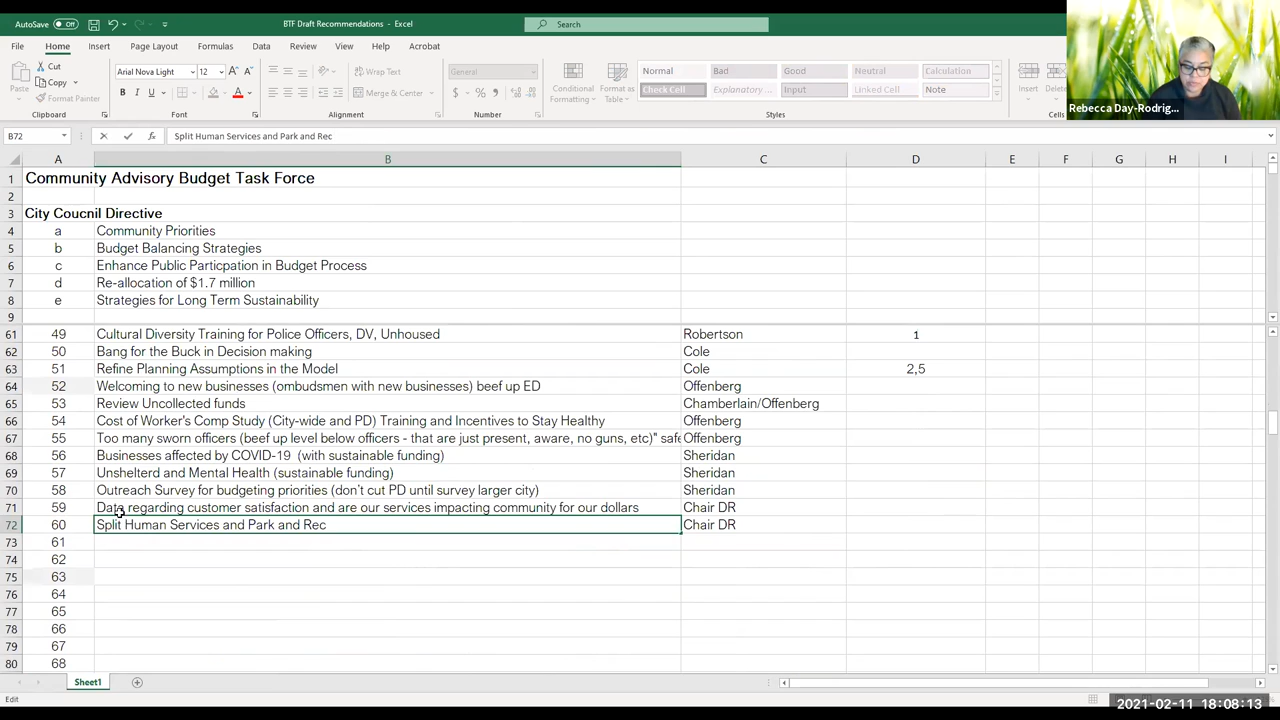 AutoSave Off BTF Draft Recommendations - Excel Search
File Home Insert Page Layout Formulas Data Review View Help Acrobat
Cut
Copy
Format Painter
Paste
Clipboard
Arial Nova Light 12
B I U
Font
Wrap Text
Merge & Center
Alignment
General
$ % ,
Number
Conditional Formatting
Format as Table
Normal Bad Good Neutral Calculation
Check Cell Explanatory ... Input Linked Cell Note
Styles
Insert
Cells
Rebecca Day-Rodrig...
B72 fx Split Human Services and Park and Rec
A B C D E F G H I
1 Community Advisory Budget Task Force
2
3 City Coucnil Directive
4 a Community Priorities
5 b Budget Balancing Strategies
6 c Enhance Public Particpation in Budget Process
7 d Re-allocation of $1.7 million
8 e Strategies for Long Term Sustainability
9
61 49 Cultural Diversity Training for Police Officers, DV, Unhoused Robertson 1
62 50 Bang for the Buck in Decision making Cole
63 51 Refine Planning Assumptions in the Model Cole 2,5
64 52 Welcoming to new businesses (ombudsmen with new businesses) beef up ED Offenberg
65 53 Review Uncollected funds Chamberlain/Offenberg
66 54 Cost of Worker's Comp Study (City-wide and PD) Training and Incentives to Stay Healthy Offenberg
67 55 Too many sworn officers (beef up level below officers - that are just present, aware, no guns, etc)" safe Offenberg
68 56 Businesses affected by COVID-19 (with sustainable funding) Sheridan
69 57 Unshelterd and Mental Health (sustainable funding) Sheridan
70 58 Outreach Survey for budgeting priorities (don't cut PD until survey larger city) Sheridan
71 59 Data regarding customer satisfaction and are our services impacting community for our dollars Chair DR
72 60 Split Human Services and Park and Rec Chair DR
73 61
74 62
75 63
76 64
77 65
78 66
79 67
80 68
Sheet1
Edit
2021-02-11 18:08:13